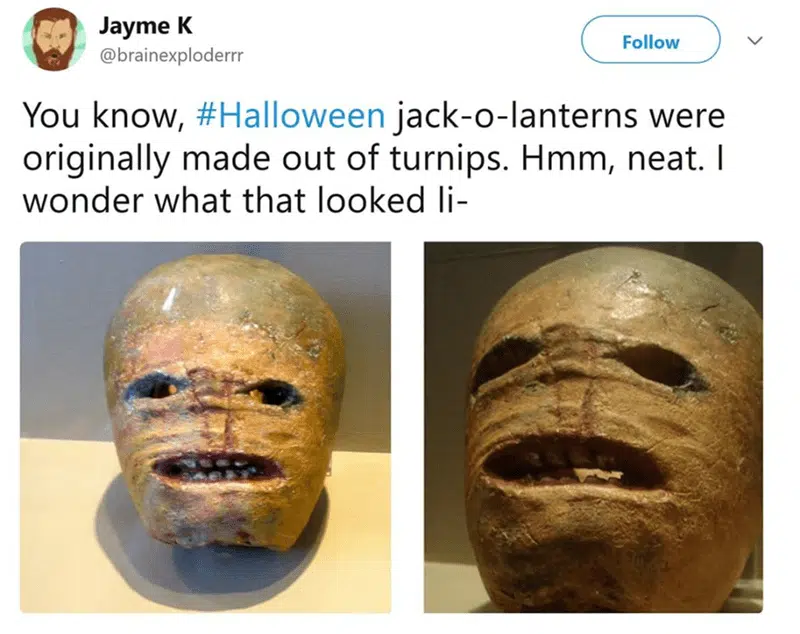 Jayme K
@brainexploderrr
Follow
You know, #Halloween jack-o-lanterns were
originally made out of turnips. Hmm, neat. I
wonder what that looked li-